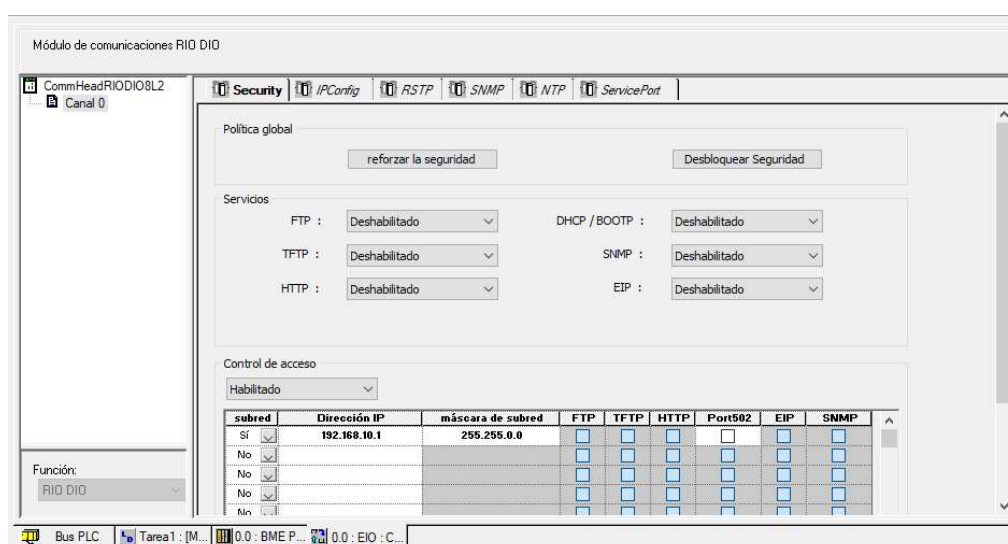 Módulo de comunicaciones RIO DIO
CommHeadRIODIO8L2
Canal 0
Security IPConfig RSTP SNMP NTP ServicePort
Política global
reforzar la seguridad Desbloquear Seguridad
Servicios
FTP : Deshabilitado DHCP / BOOTP : Deshabilitado
TFTP : Deshabilitado SNMP : Deshabilitado
HTTP : Deshabilitado EIP : Deshabilitado
Control de acceso
Habilitado
subred Dirección IP máscara de subred FTP TFTP HTTP Port502 EIP SNMP
Sí 192.168.10.1 255.255.0.0
No
No
No
No
Función:
RIO DIO
Bus PLC Tarea1 : [M... 0.0 : BME P... 0.0 : EIO : C...